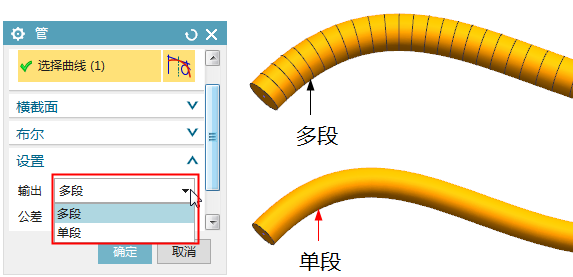 管
选择曲线 (1)
横截面
布尔
设置
输出 多段
公差 多段
单段
确定 取消
多段
单段